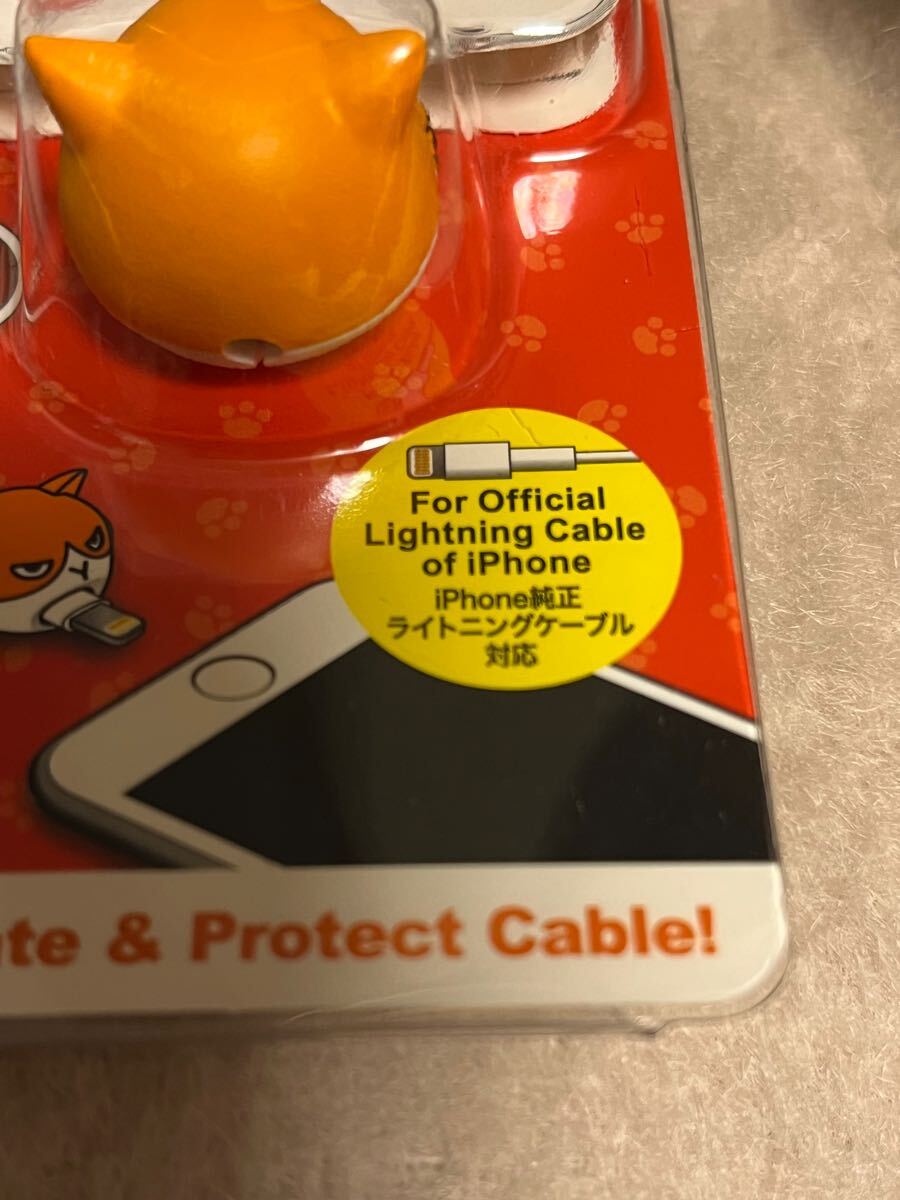 For Official
Lightning Cable
of iPhone
iPhone純正
ライトニングケーブル
対応
& Protect Cable!